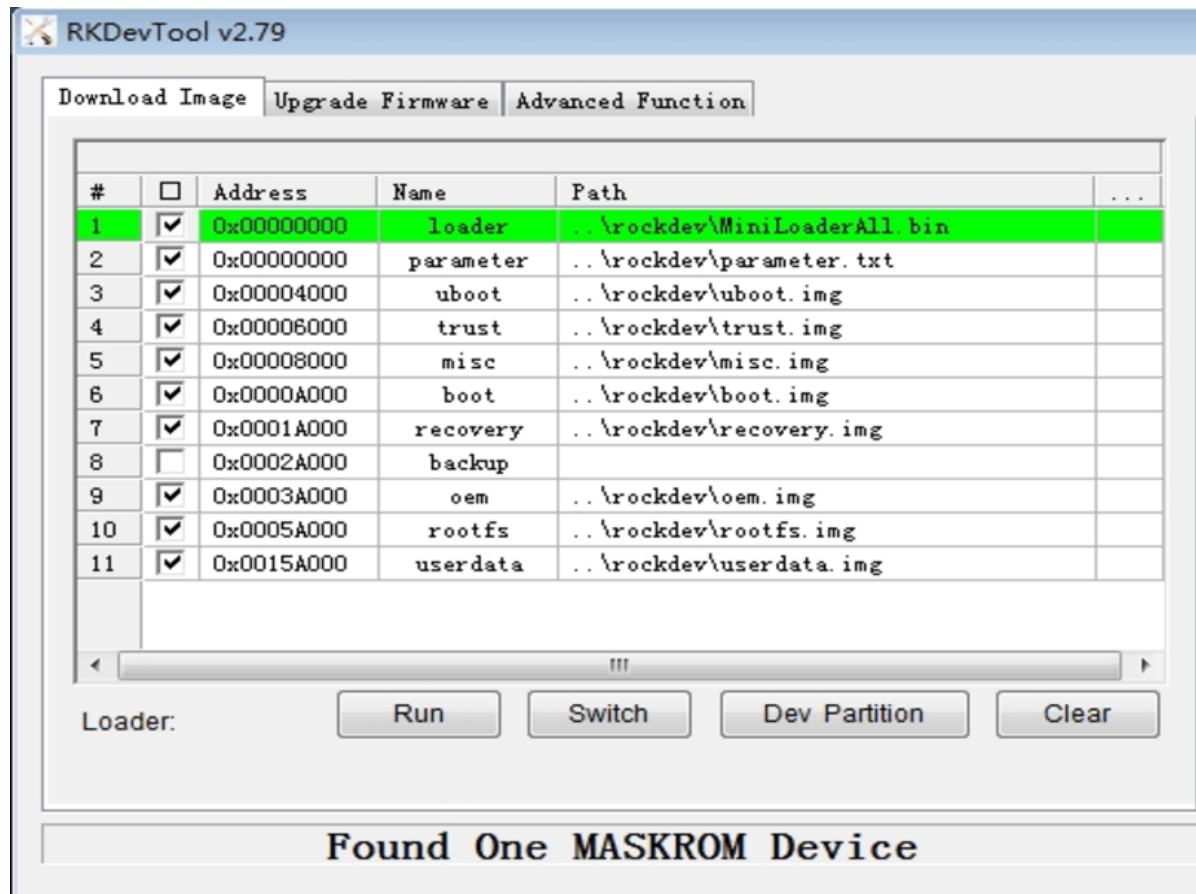 RKDevTool v2.79
Download Image Upgrade Firmware Advanced Function
# Address Name Path ...
1 0x00000000 loader ..\rockdev\MiniLoaderAll.bin
2 0x00000000 parameter ..\rockdev\parameter.txt
3 0x00004000 uboot ..\rockdev\uboot.img
4 0x00006000 trust ..\rockdev\trust.img
5 0x00008000 misc ..\rockdev\misc.img
6 0x0000A000 boot ..\rockdev\boot.img
7 0x0001A000 recovery ..\rockdev\recovery.img
8 0x0002A000 backup
9 0x0003A000 oem ..\rockdev\oem.img
10 0x0005A000 rootfs ..\rockdev\rootfs.img
11 0x0015A000 userdata ..\rockdev\userdata.img
Loader: Run Switch Dev Partition Clear
Found One MASKROM Device